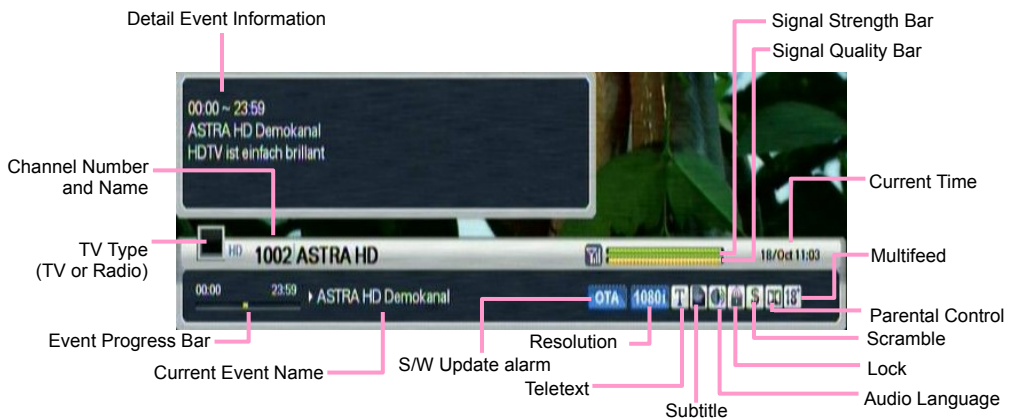 Detail Event Information
Signal Strength Bar
Signal Quality Bar
00:00 ~ 23:59
ASTRA HD Demokanal
HDTV ist einfach brillant
Channel Number
and Name
Current Time
TV Type
(TV or Radio)
HD 1002 ASTRA HD
18/Oct 11:03
Multifeed
00:00 23:59 ASTRA HD Demokanal
OTA 1080i T $ 18+
Parental Control
Event Progress Bar
Resolution
Scramble
Current Event Name
S/W Update alarm
Lock
Teletext
Audio Language
Subtitle